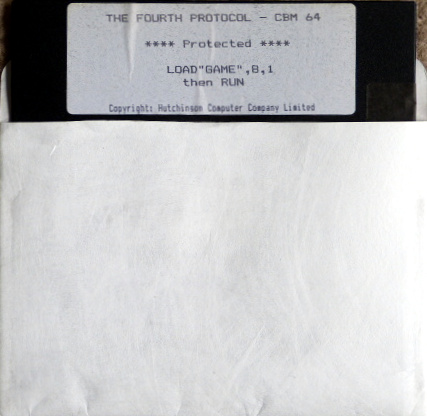 THE FOURTH PROTOCOL - CBM 64
**** Protected ****
LOAD"GAME",8,1
then RUN
Copyright: Hutchinson Computer Company Limited